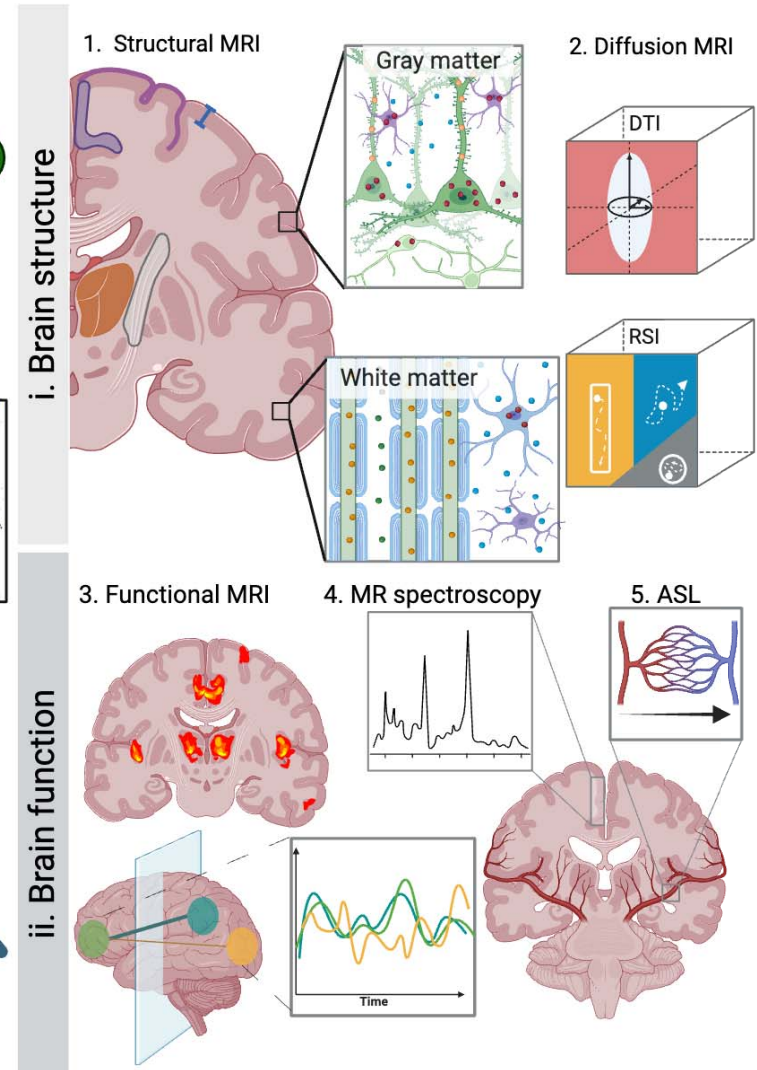 i. Brain structure
1. Structural MRI
Gray matter
White matter
2. Diffusion MRI
DTI
RSI
ii. Brain function
3. Functional MRI
Time
4. MR spectroscopy
5. ASL